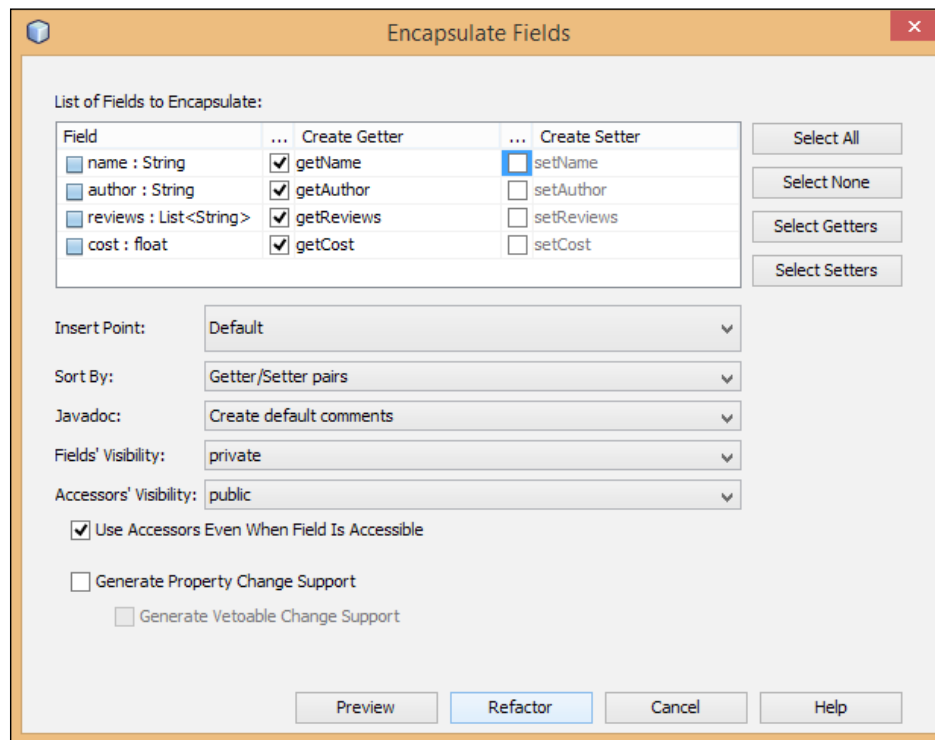 Encapsulate Fields
List of Fields to Encapsulate:
Field ... Create Getter ... Create Setter
name : String getName setName
author : String getAuthor setAuthor
reviews : List<String> getReviews setReviews
cost : float getCost setCost
Select All
Select None
Select Getters
Select Setters
Insert Point: Default
Sort By: Getter/Setter pairs
Javadoc: Create default comments
Fields' Visibility: private
Accessors' Visibility: public
Use Accessors Even When Field Is Accessible
Generate Property Change Support
Generate Vetoable Change Support
Preview Refactor Cancel Help